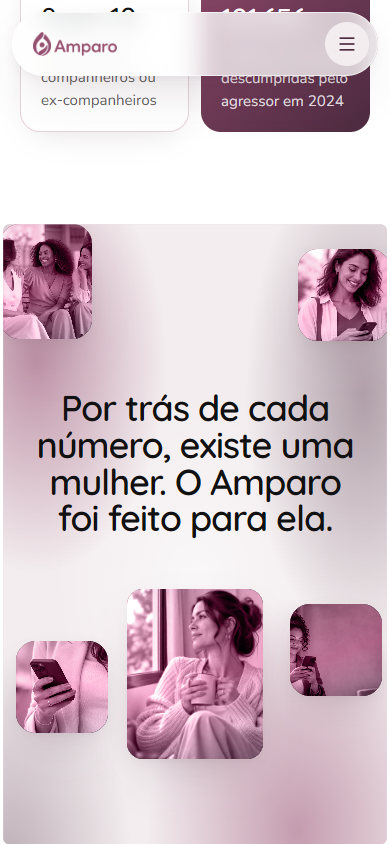 Amparo
companheiros ou
ex-companheiros
descumpridas pelo
agressor em 2024
Por trás de cada
número, existe uma
mulher. O Amparo
foi feito para ela.